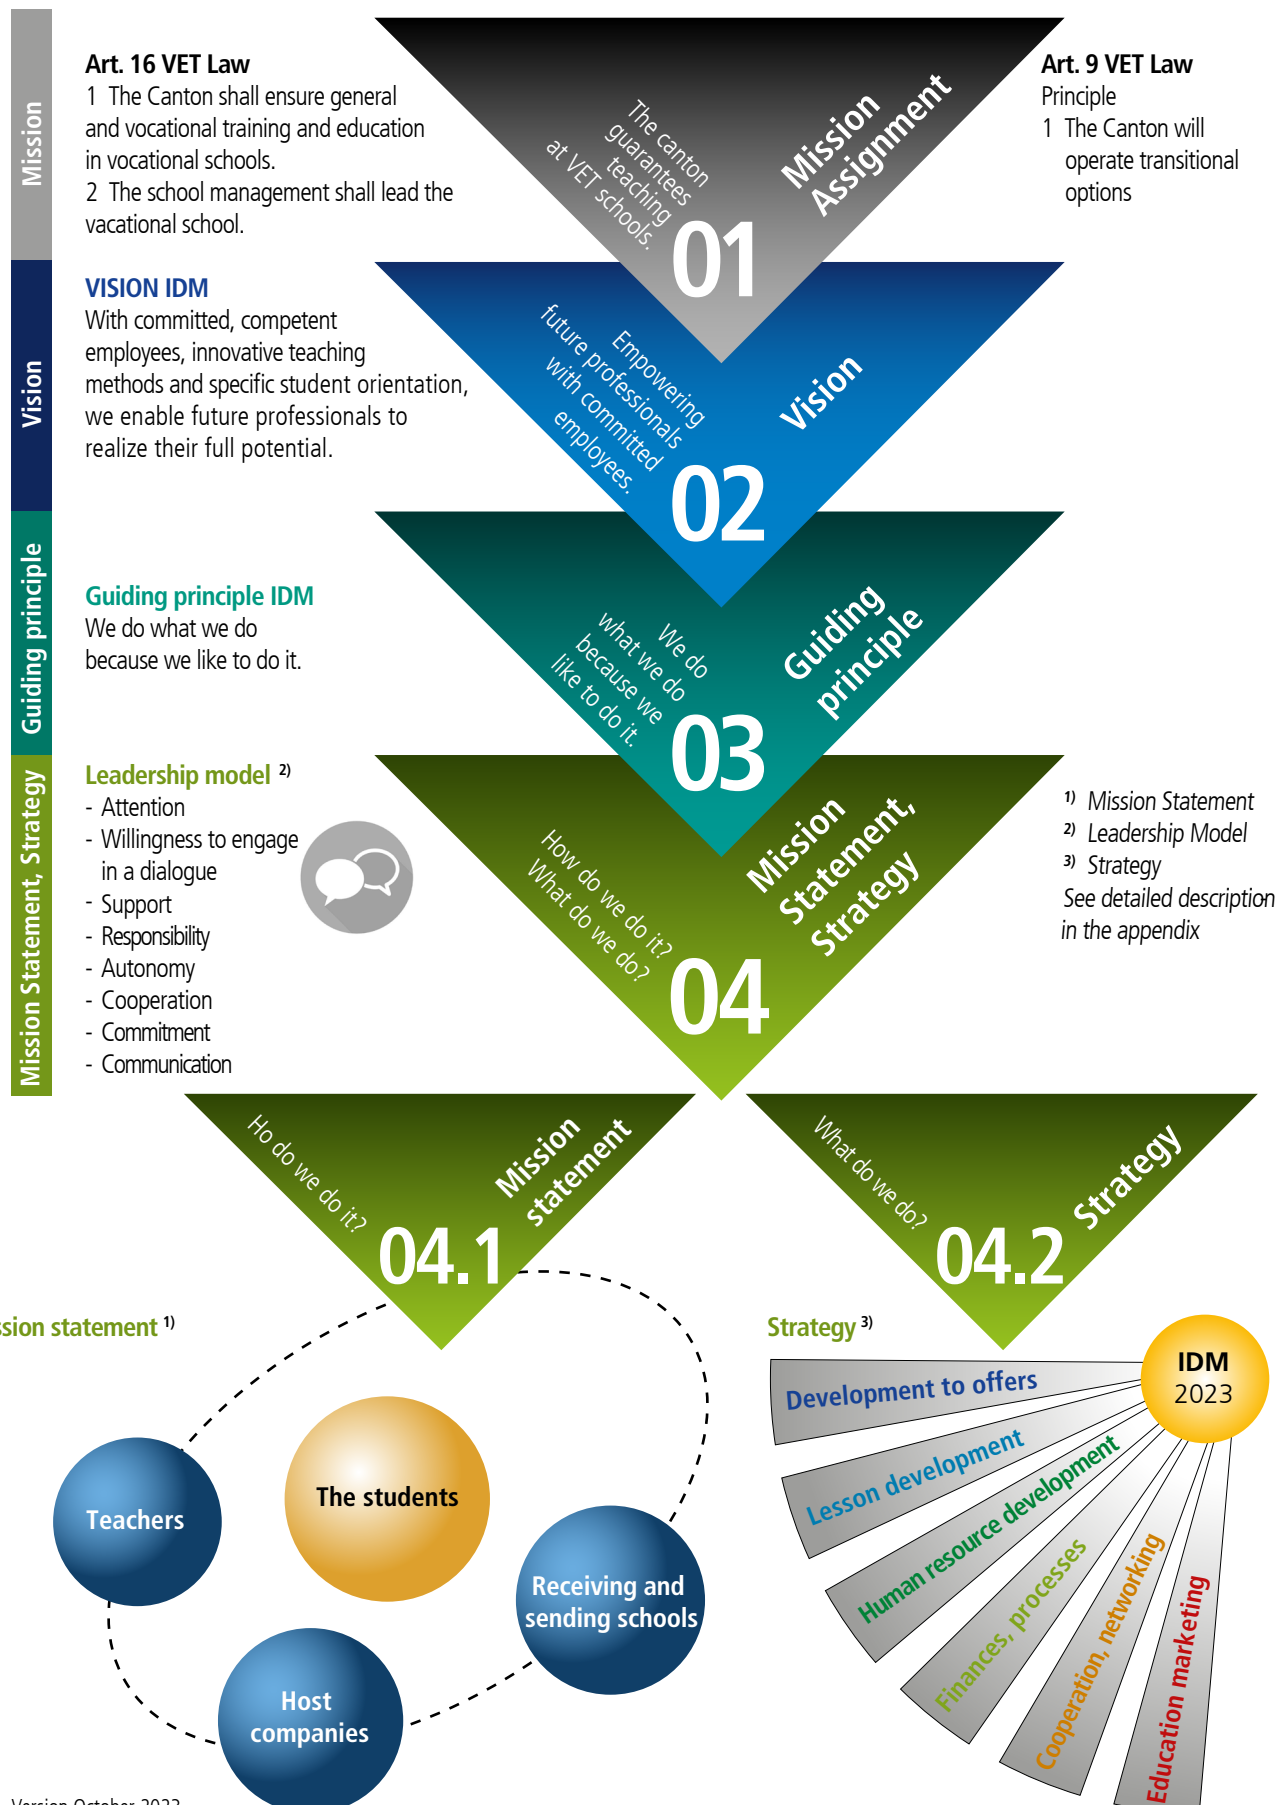 Mission
Art. 16 VET Law
1 The Canton shall ensure general
and vocational training and education
in vocational schools.
2 The school management shall lead the
vacational school.
The canton
guarantees
teaching
at VET schools.
Mission
Assignment
01
Art. 9 VET Law
Principle
1 The Canton will
operate transitional
options
Vision
VISION IDM
With committed, competent
employees, innovative teaching
methods and specific student orientation,
we enable future professionals to
realize their full potential.
Empowering
future professionals
with committed
employees.
Vision
02
Guiding principle
Guiding principle IDM
We do what we do
because we like to do it.
We do
what we do
because we
like to do it.
Guiding
principle
03
Mission Statement, Strategy
Leadership model 2)
- Attention
- Willingness to engage
in a dialogue
- Support
- Responsibility
- Autonomy
- Cooperation
- Commitment
- Communication
How do we do it?
What do we do?
Mission
Statement,
Strategy
04
1) Mission Statement
2) Leadership Model
3) Strategy
See detailed description
in the appendix
Ho do we do it?
Mission
statement
04.1
What do we do?
Strategy
04.2
ssion statement 1)
The students
Teachers
Receiving and
sending schools
Host
companies
Strategy 3)
IDM
2023
Development to offers
Lesson development
Human resource development
Finances, processes
Cooperation, networking
Education marketing
Version October 2023